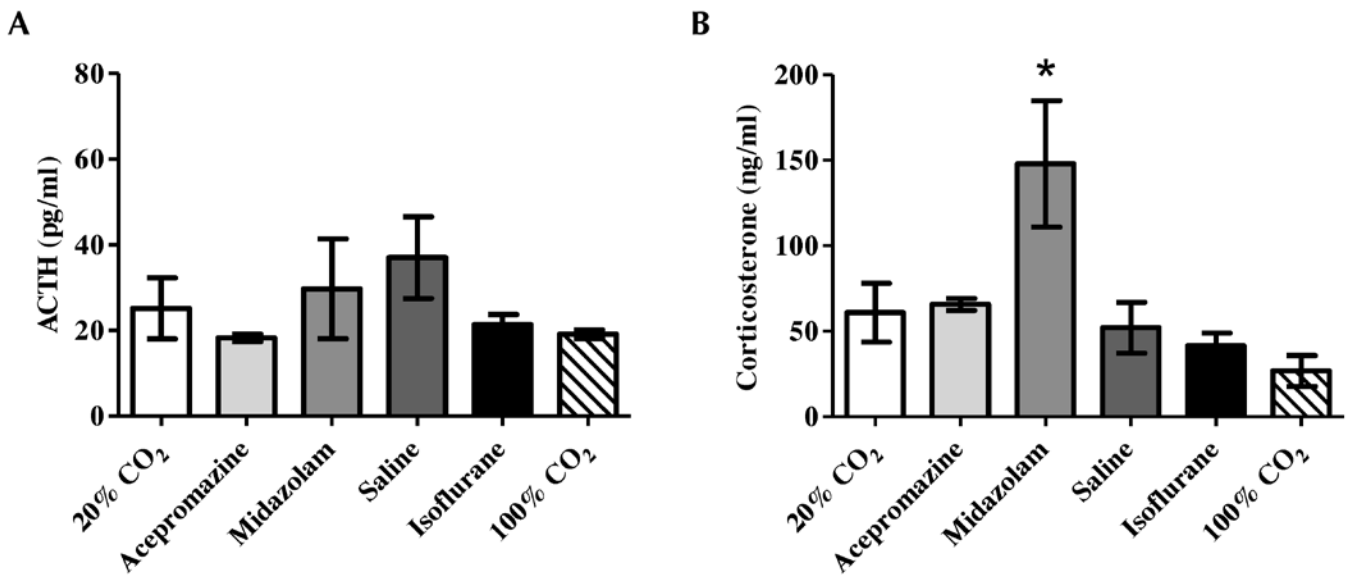 A
ACTH (pg/ml)
80
60
40
20
0
20% CO₂
Acepromazine
Midazolam
Saline
Isoflurane
100% CO₂
B
Corticosterone (ng/ml)
200
150
100
50
0
*
20% CO₂
Acepromazine
Midazolam
Saline
Isoflurane
100% CO₂